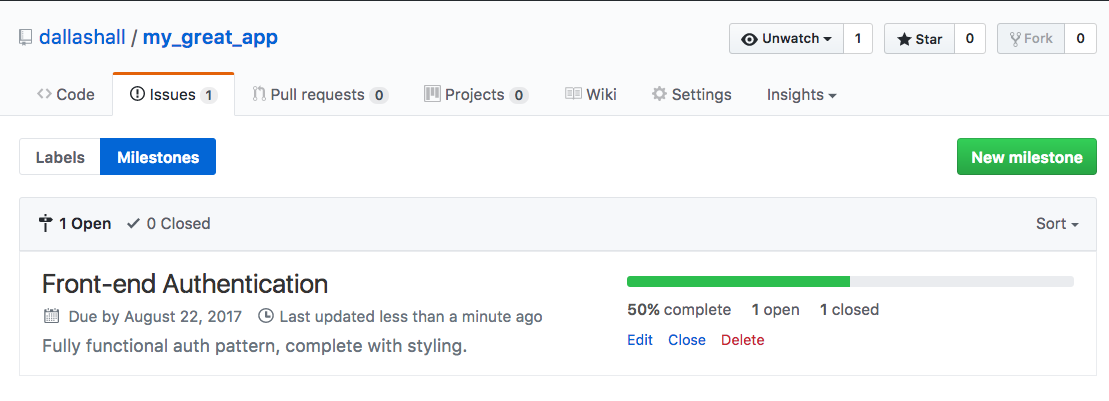 dallashall / my_great_app
Unwatch 1 Star 0 Fork 0
Code Issues 1 Pull requests 0 Projects 0 Wiki Settings Insights
Labels Milestones New milestone
1 Open 0 Closed Sort
Front-end Authentication
Due by August 22, 2017 Last updated less than a minute ago
Fully functional auth pattern, complete with styling.
50% complete 1 open 1 closed
Edit Close Delete